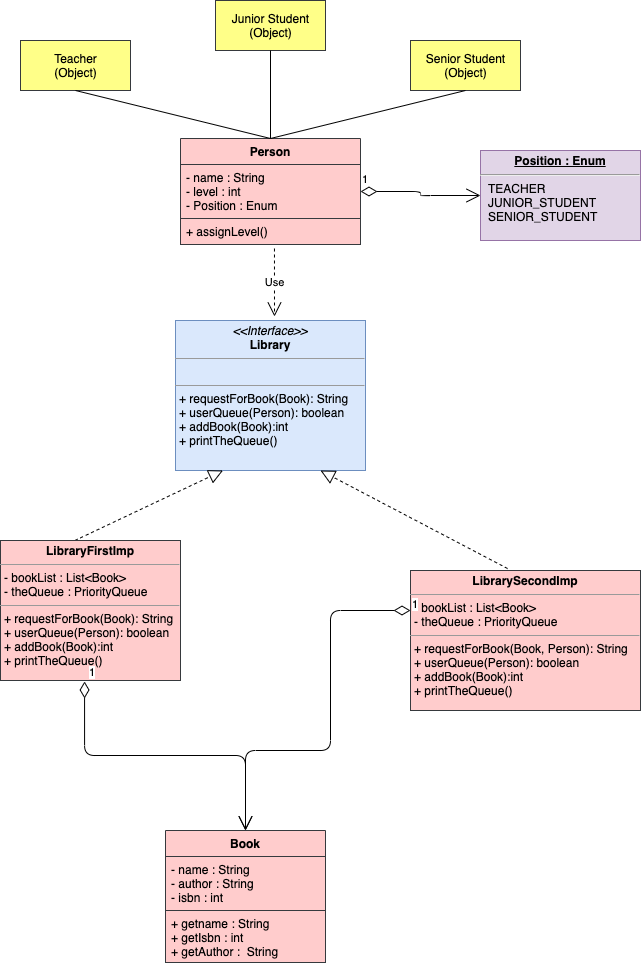 Junior Student
(Object)
Teacher
(Object)
Senior Student
(Object)
Person
- name : String
- level : int
- Position : Enum
+ assignLevel()
1
Position : Enum
TEACHER
JUNIOR_STUDENT
SENIOR_STUDENT
Use
<<Interface>>
Library
+ requestForBook(Book): String
+ userQueue(Person): boolean
+ addBook(Book):int
+ printTheQueue()
LibraryFirstImp
- bookList : List<Book>
- theQueue : PriorityQueue
+ requestForBook(Book): String
+ userQueue(Person): boolean
+ addBook(Book):int
+ printTheQueue()
1
LibrarySecondImp
1
bookList : List<Book>
- theQueue : PriorityQueue
+ requestForBook(Book, Person): String
+ userQueue(Person): boolean
+ addBook(Book):int
+ printTheQueue()
Book
- name : String
- author : String
- isbn : int
+ getname : String
+ getIsbn : int
+ getAuthor :  String